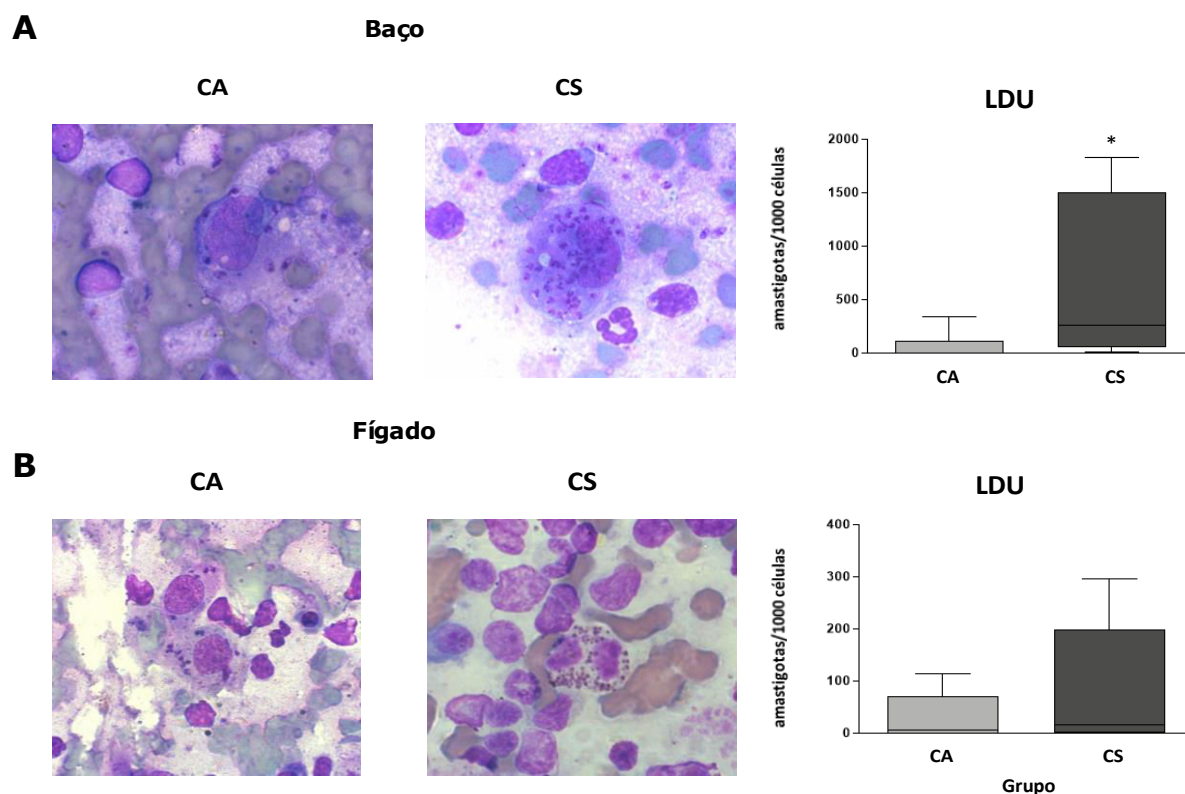 A
Baço
CA
CS
LDU
amastigotas/1000 células
2000
1500
1000
500
0
*
CA
CS
B
Fígado
CA
CS
LDU
amastigotas/1000 células
400
300
200
100
0
CA
CS
Grupo